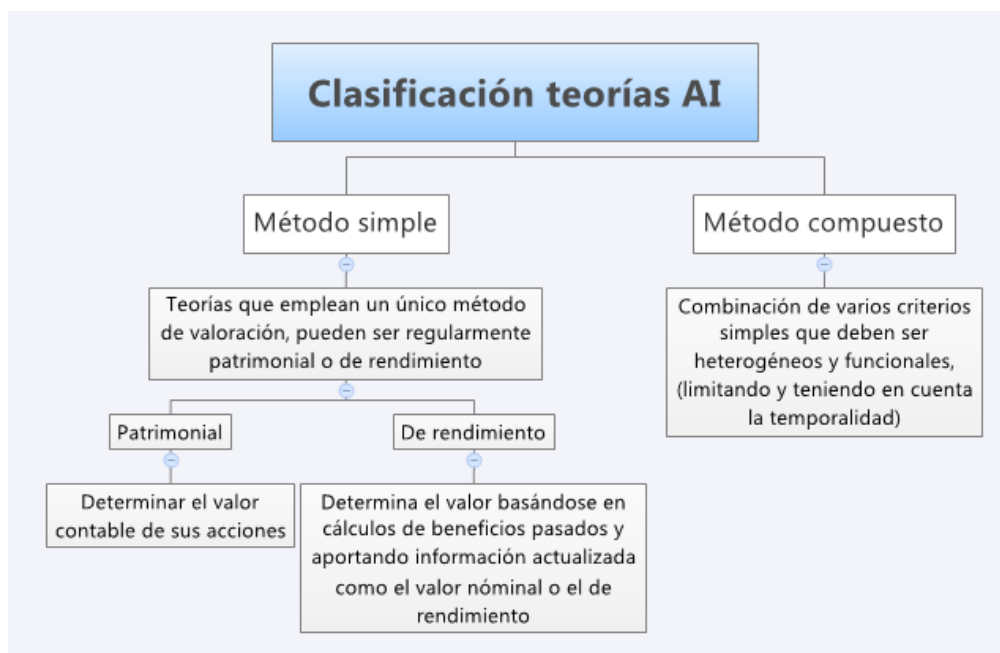 Clasificación teorías AI
Método simple
Método compuesto
Teorías que emplean un único método
de valoración, pueden ser regularmente
patrimonial o de rendimiento
Combinación de varios criterios
simples que deben ser
heterogéneos y funcionales,
(limitando y teniendo en cuenta
la temporalidad)
Patrimonial
De rendimiento
Determinar el valor
contable de sus acciones
Determina el valor basándose en
cálculos de beneficios pasados y
aportando información actualizada
como el valor nóminal o el de
rendimiento